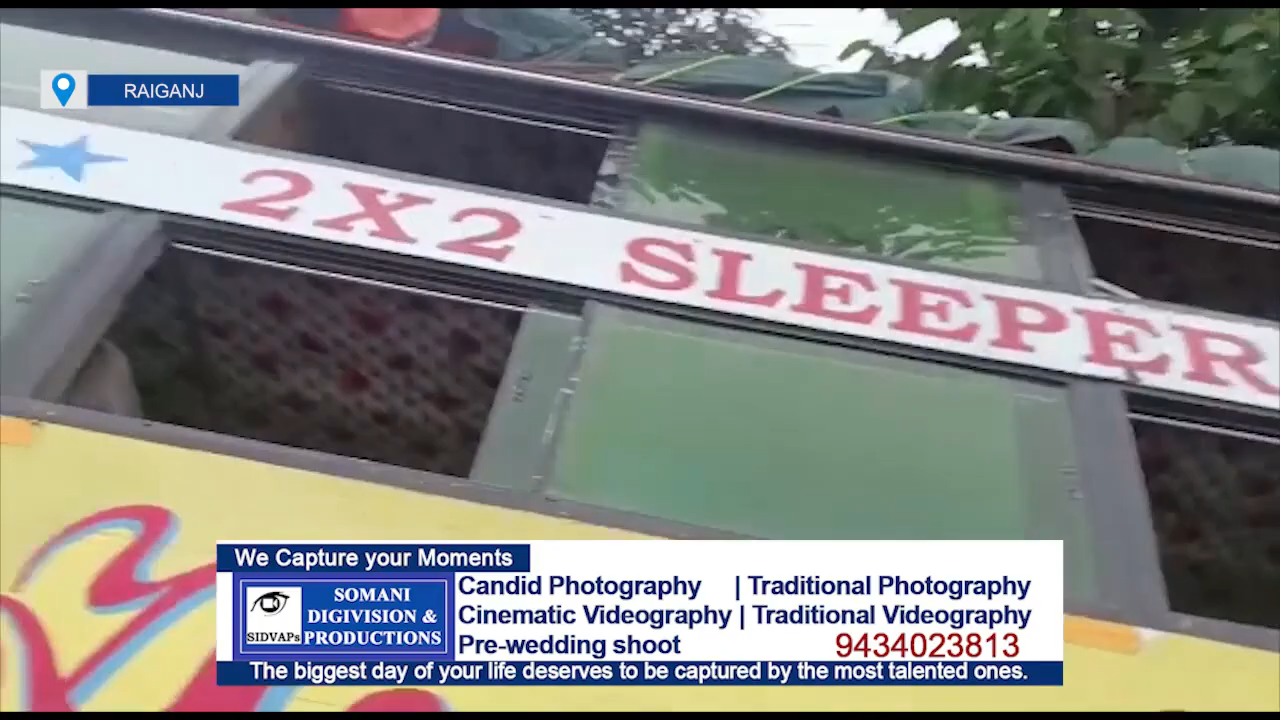 RAIGANJ
2X2 SLEEPER
We Capture your Moments
SIDVAPs
SOMANI
DIGIVISION &
PRODUCTIONS
Candid Photography | Traditional Photography
Cinematic Videography | Traditional Videography
Pre-wedding shoot 9434023813
The biggest day of your life deserves to be captured by the most talented ones.